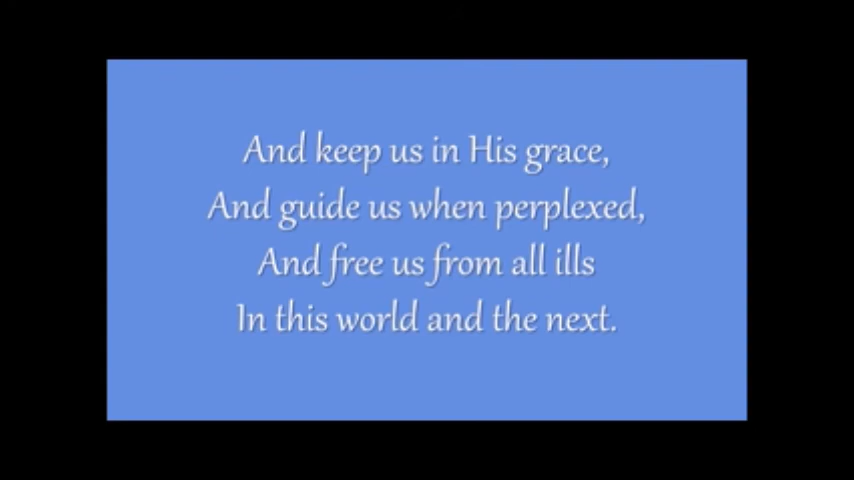 And keep us in His grace,
And guide us when perplexed,
And free us from all ills
In this world and the next.